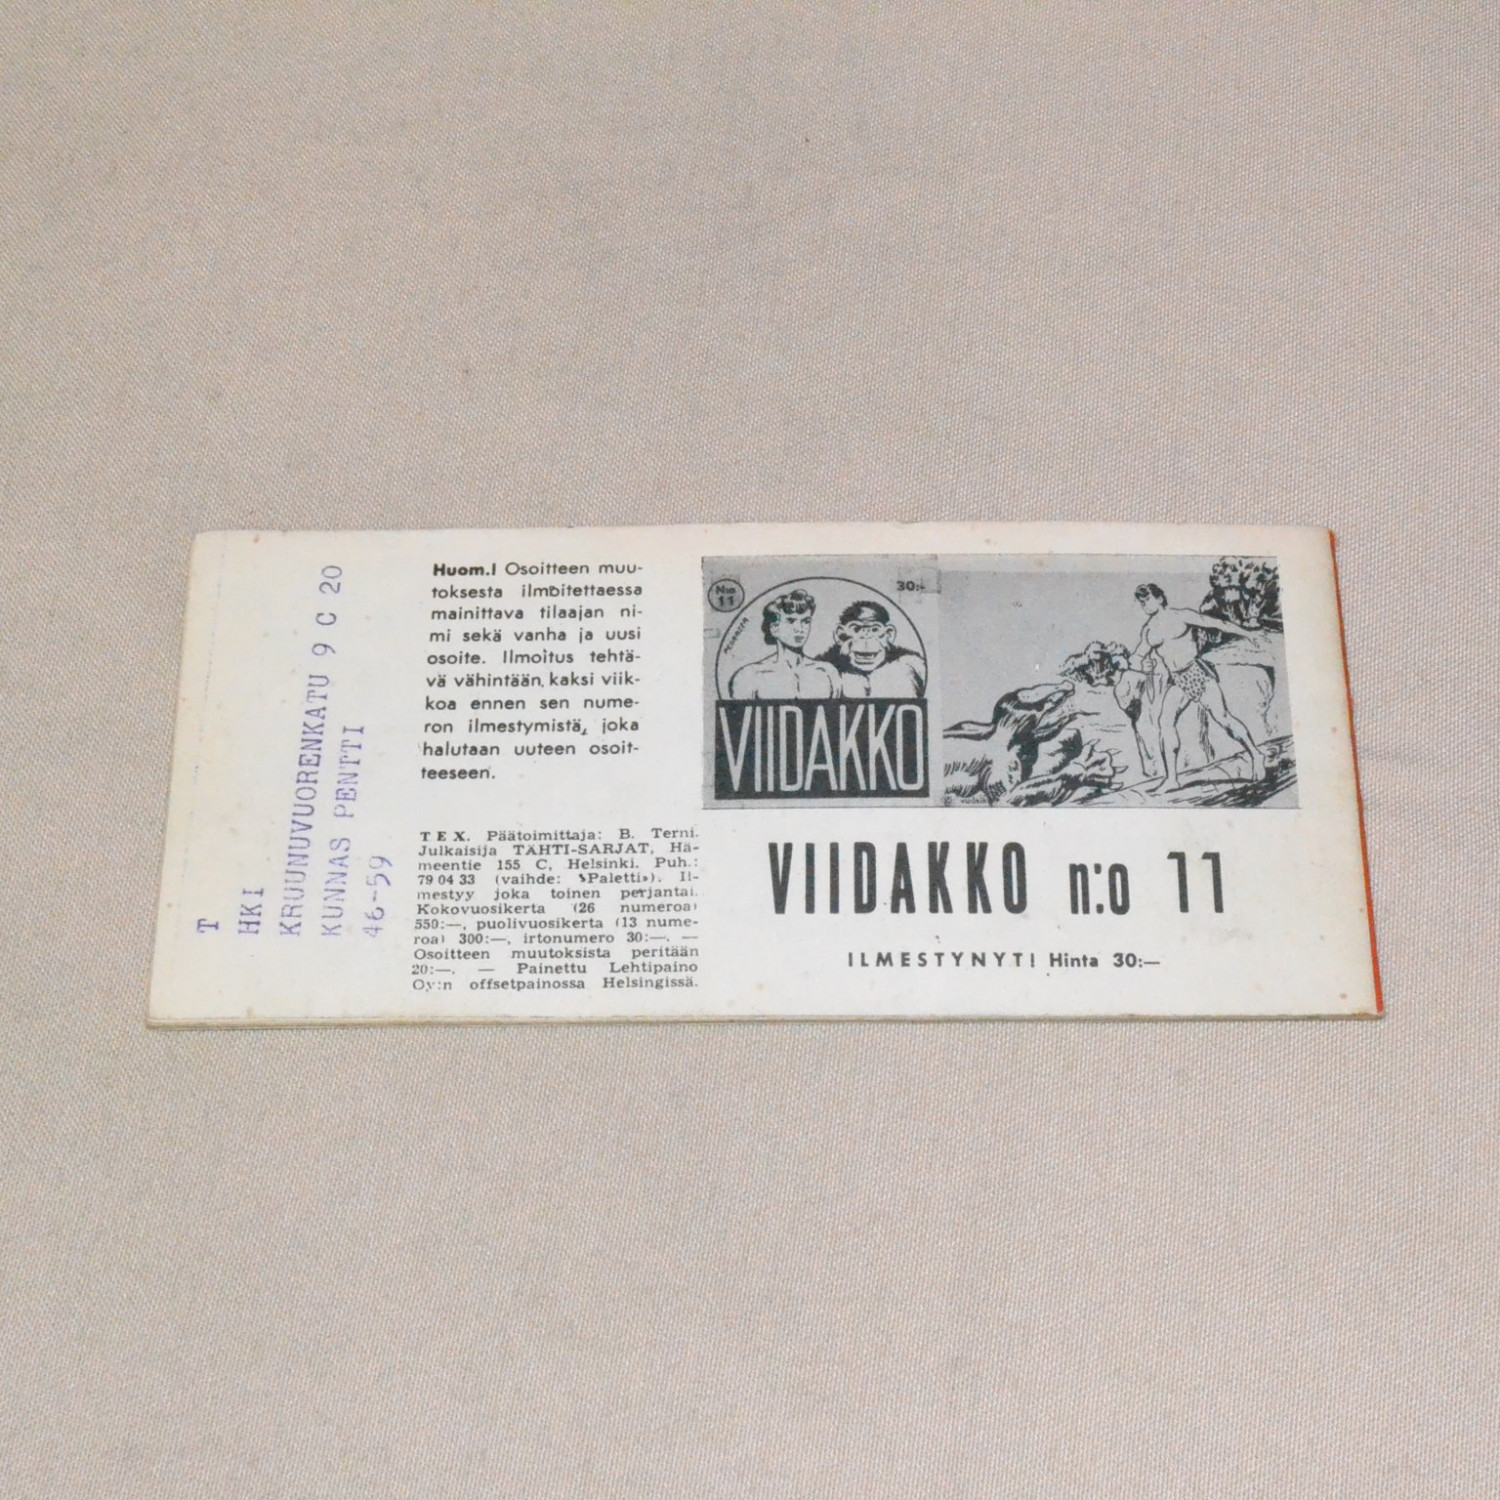 T
HKI
KRUUNUVUORENKATU 9 C 20
KUNNAS PENTTI
46-59
Huom.! Osoitteen muu-
toksesta ilmoitettaessa
mainittava tilaajan ni-
mi sekä vanha ja uusi
osoite. Ilmoitus tehtä-
vä vähintään kaksi viik-
koa ennen sen nume-
ron ilmestymistä, joka
halutaan uuteen osoit-
teeseen.
TEX. Päätoimittaja: B. Terni.
Julkaisija TÄHTI-SARJAT, Hä-
meentie 155 C, Helsinki. Puh.:
79 04 33 (vaihde: »Paletti»). Il-
mestyy joka toinen perjantai.
Kokovuosikerta (26 numeroa)
550:—, puolivuosikerta (13 nume-
roa) 300:—, irtonumero 30:—. —
Osoitteen muutoksista peritään
20:—. — Painettu Lehtipaino
Oy:n offsetpainossa Helsingissä.
N:o
11
30:-
VIIDAKKO
VIIDAKKO n:o 11
ILMESTYNYT! Hinta 30:—